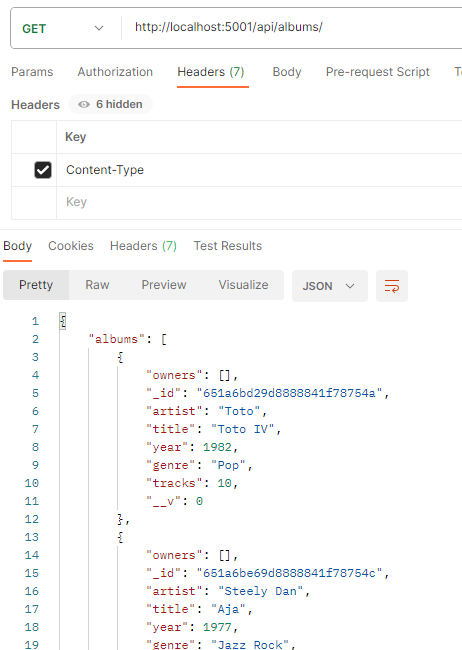 GET http://localhost:5001/api/albums/
Params Authorization Headers (7) Body Pre-request Script T
Headers 6 hidden
Key
Content-Type
Key
Body Cookies Headers (7) Test Results
Pretty Raw Preview Visualize JSON
1 {
2 "albums": [
3 {
4 "owners": [],
5 "_id": "651a6bd29d8888841f78754a",
6 "artist": "Toto",
7 "title": "Toto IV",
8 "year": 1982,
9 "genre": "Pop",
10 "tracks": 10,
11 "__v": 0
12 },
13 {
14 "owners": [],
15 "_id": "651a6be69d8888841f78754c",
16 "artist": "Steely Dan",
17 "title": "Aja",
18 "year": 1977,
19 "genre": "Jazz Rock",